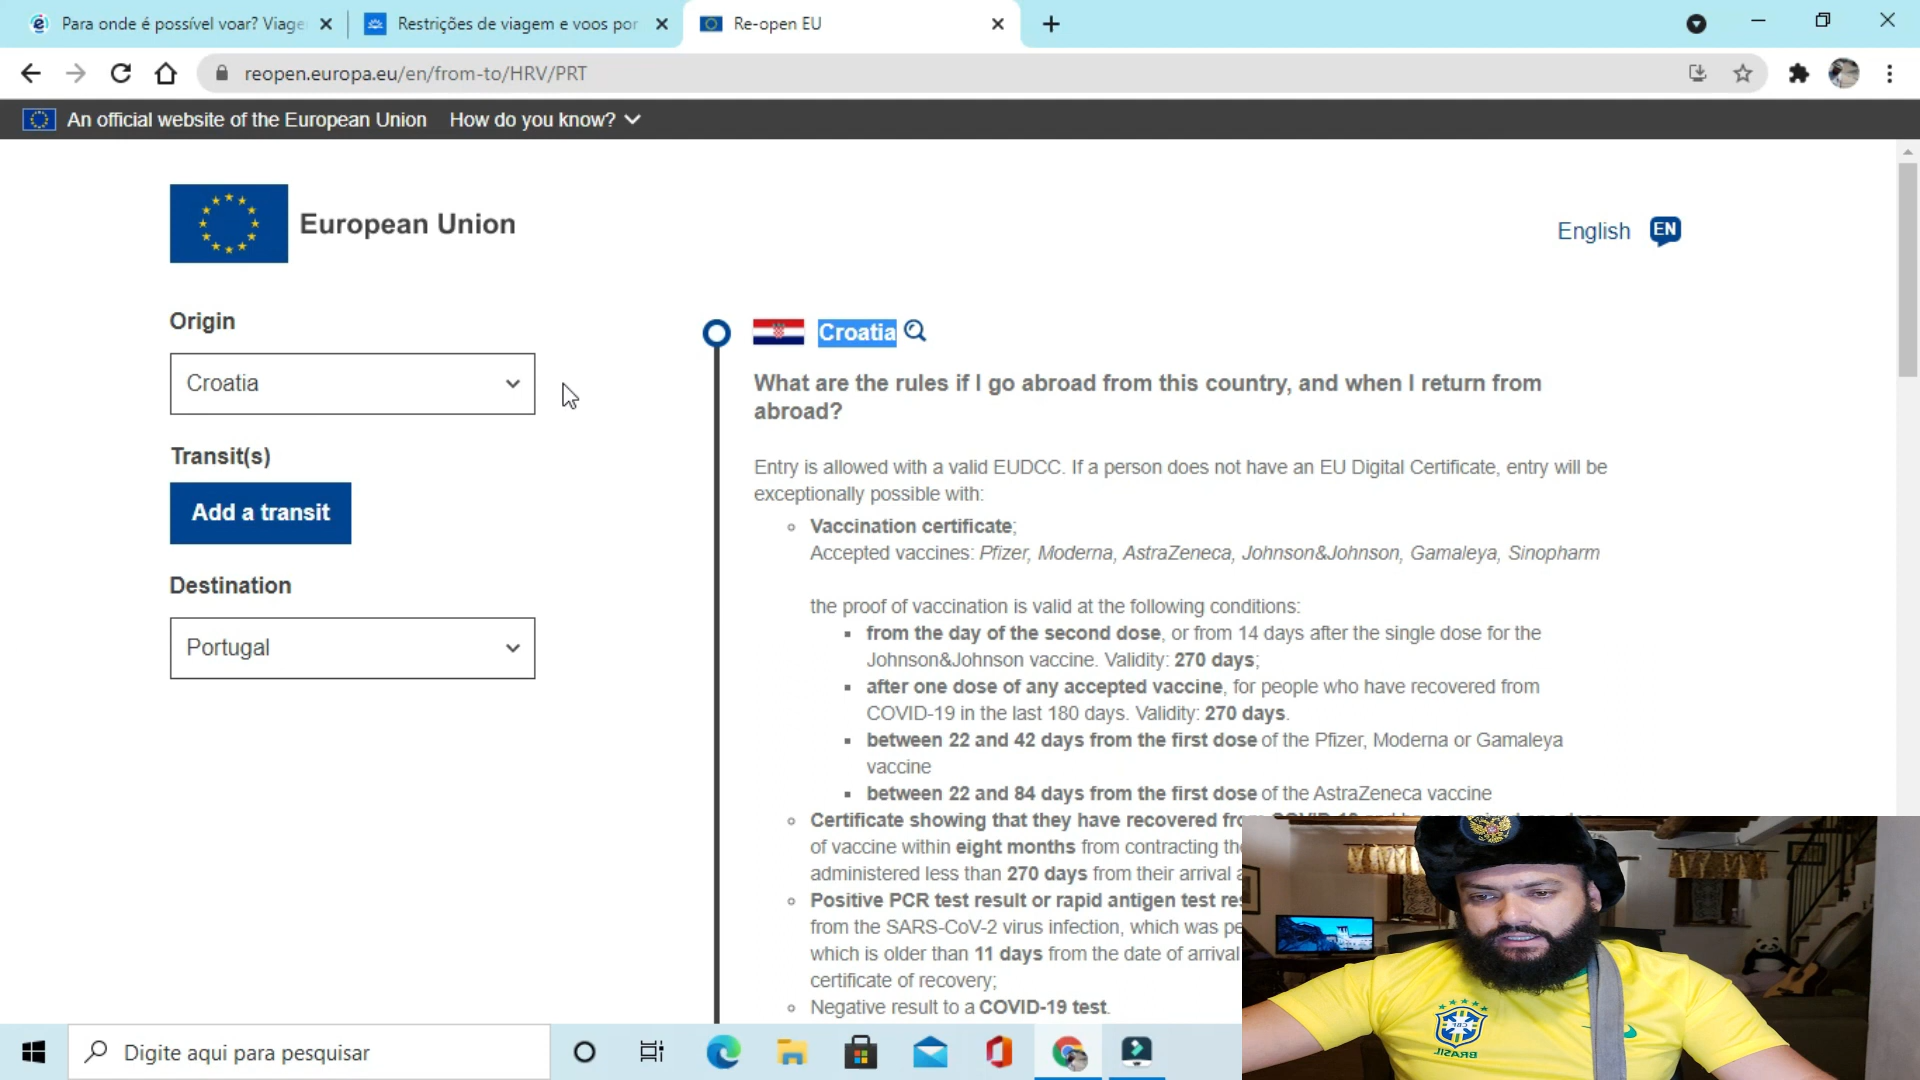 Para onde é possível voar? Viage
Restrições de viagem e voos por
Re-open EU
reopen.europa.eu/en/from-to/HRV/PRT
An official website of the European Union How do you know?
European Union
English EN
Origin
Croatia
Transit(s)
Add a transit
Destination
Portugal
Croatia
What are the rules if I go abroad from this country, and when I return from
abroad?
Entry is allowed with a valid EUDCC. If a person does not have an EU Digital Certificate, entry will be
exceptionally possible with:
Vaccination certificate;
Accepted vaccines: Pfizer, Moderna, AstraZeneca, Johnson&Johnson, Gamaleya, Sinopharm
the proof of vaccination is valid at the following conditions:
from the day of the second dose, or from 14 days after the single dose for the
Johnson&Johnson vaccine. Validity: 270 days;
after one dose of any accepted vaccine, for people who have recovered from
COVID-19 in the last 180 days. Validity: 270 days.
between 22 and 42 days from the first dose of the Pfizer, Moderna or Gamaleya
vaccine
between 22 and 84 days from the first dose of the AstraZeneca vaccine
Certificate showing that they have recovered
of vaccine within eight months from contracting
administered less than 270 days from their arrival
Positive PCR test result or rapid antigen test
from the SARS-CoV-2 virus infection, which was
which is older than 11 days from the date of arrival
certificate of recovery;
Negative result to a COVID-19 test.
Digite aqui para pesquisar
CBF
BRASIL